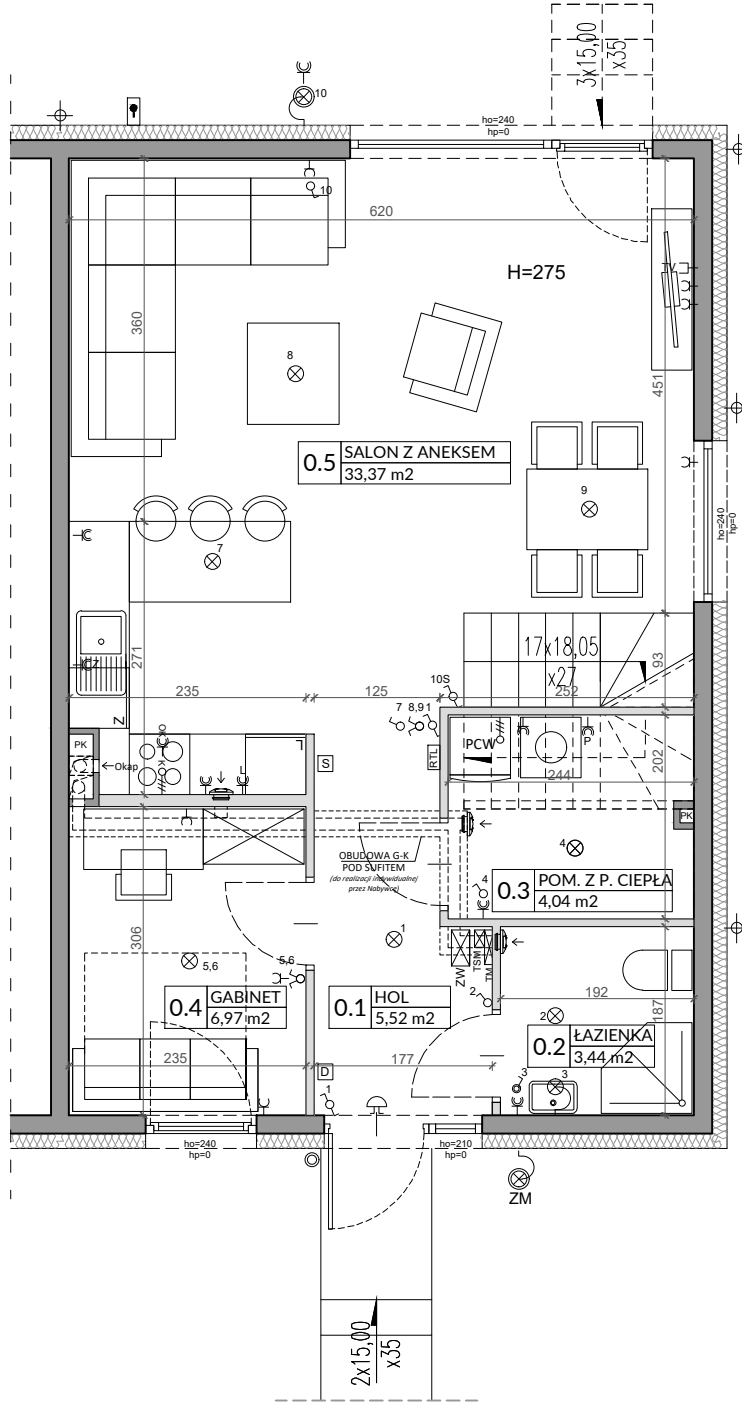 3x15,00
x35
10
ho=240
hp=0
10
620
H=275
TV
360
451
8
0.5 SALON Z ANEKSEM
33,37 m2
9
ho=240
hp=0
7
271
Z
17x18,05
x27
93
10S
235
125
252
7 8,9 1
PK
Okap
OK
K
L
S
RTL
PCW
P
244
202
PK
OBUDOWA G-K
POD SUFITEM
(do realizacji indywidualnej
przez Nabywcę)
4
4
0.3 POM. Z P. CIEPŁA
4,04 m2
306
1
5,6
5,6
ZW
TSM
TM
2
192
187
0.4 GABINET
6,97 m2
0.1 HOL
5,52 m2
2
0.2 ŁAZIENKA
3,44 m2
235
D
177
3
3
1
ho=240
hp=0
ho=210
hp=0
ZM
2x15,00
x35